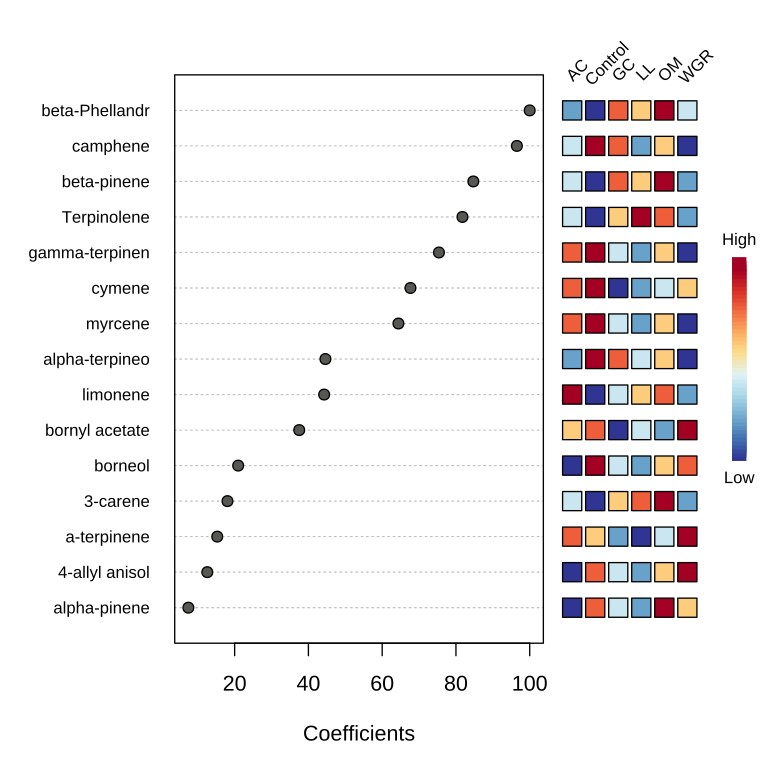 AC Control GC LL OM WGR
beta-Phellandr
camphene
beta-pinene
Terpinolene
gamma-terpinen
cymene
myrcene
alpha-terpineo
limonene
bornyl acetate
borneol
3-carene
a-terpinene
4-allyl anisol
alpha-pinene
High
Low
20 40 60 80 100
Coefficients